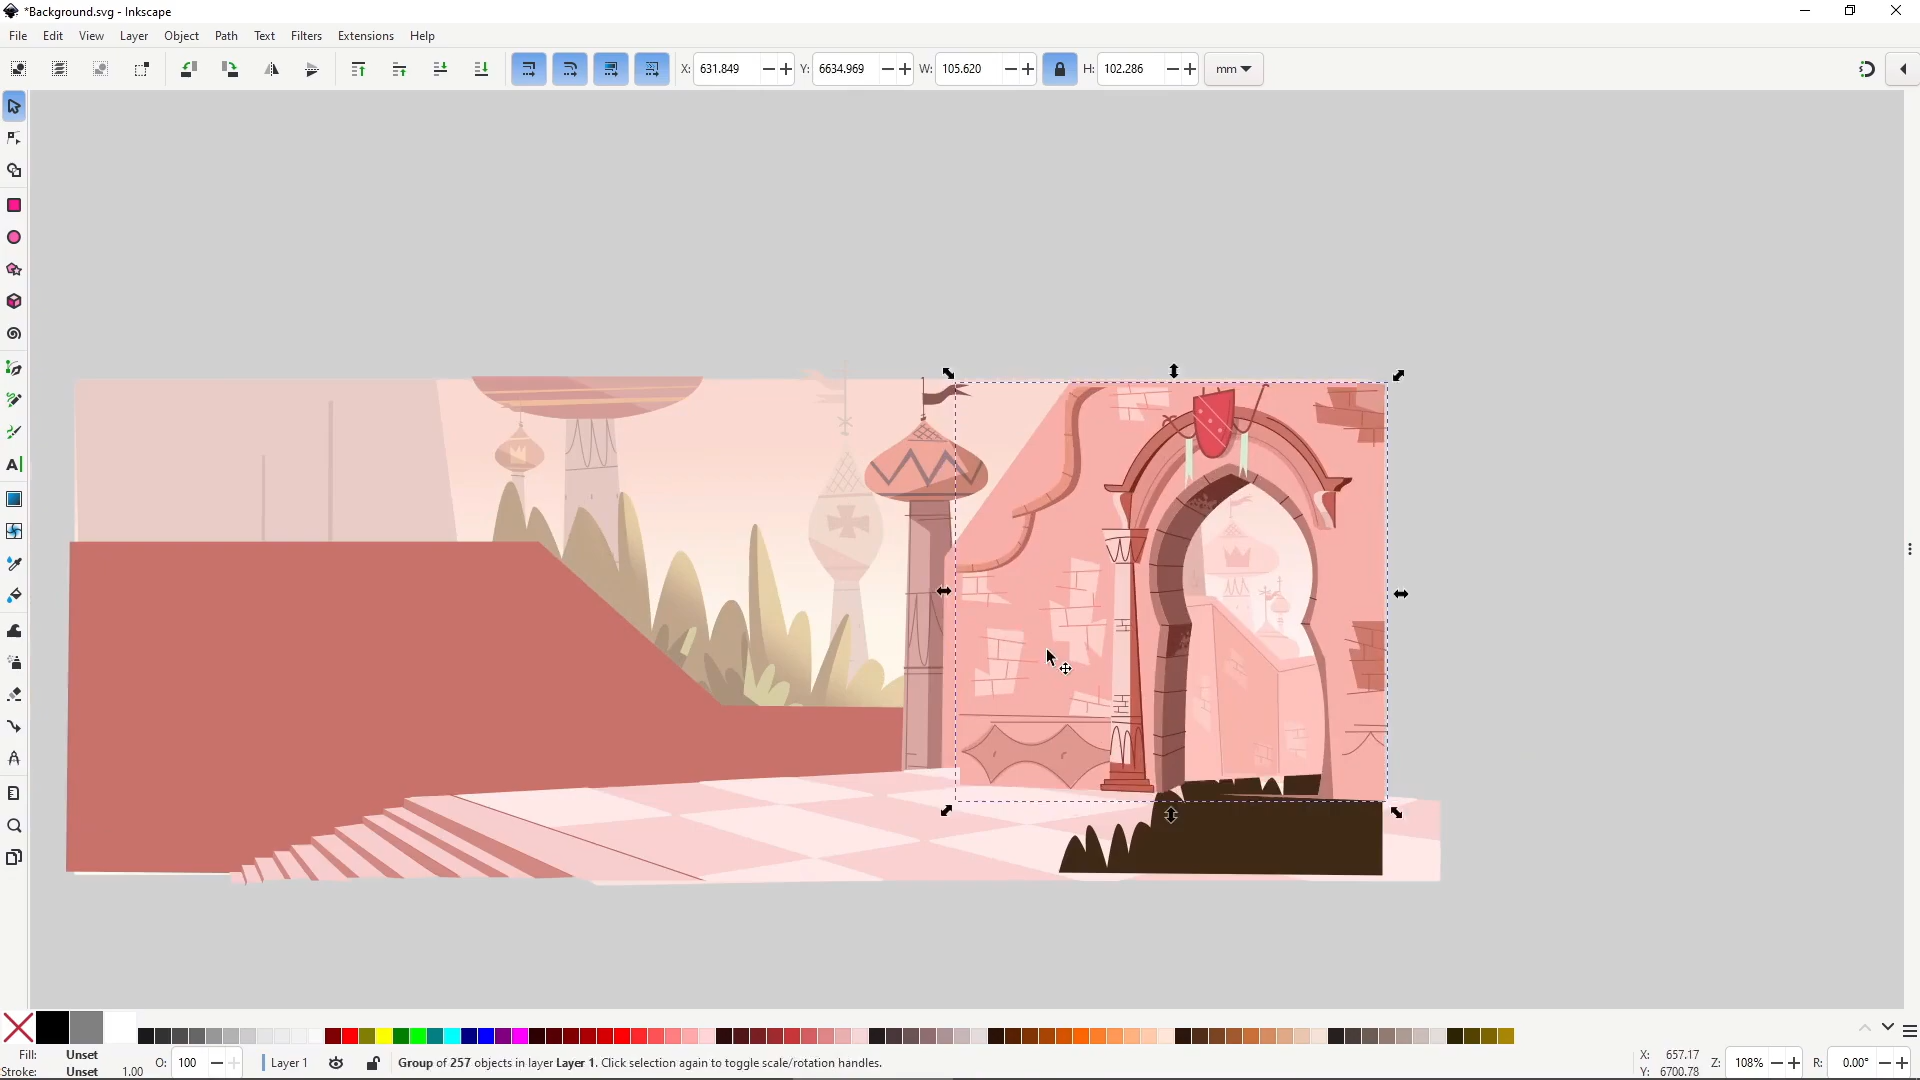 *Background.svg - Inkscape
File Edit View Layer Object Path Text Filters Extensions Help
X: 631.849 Y: 6634.969 W: 105.620 H: 102.286 mm
Fill: Unset
Stroke: Unset 1.00
O: 100
Layer 1
Group of 257 objects in layer Layer 1. Click selection again to toggle scale/rotation handles.
X: 657.17
Y: 6700.78
Z: 108%
R: 0.00°